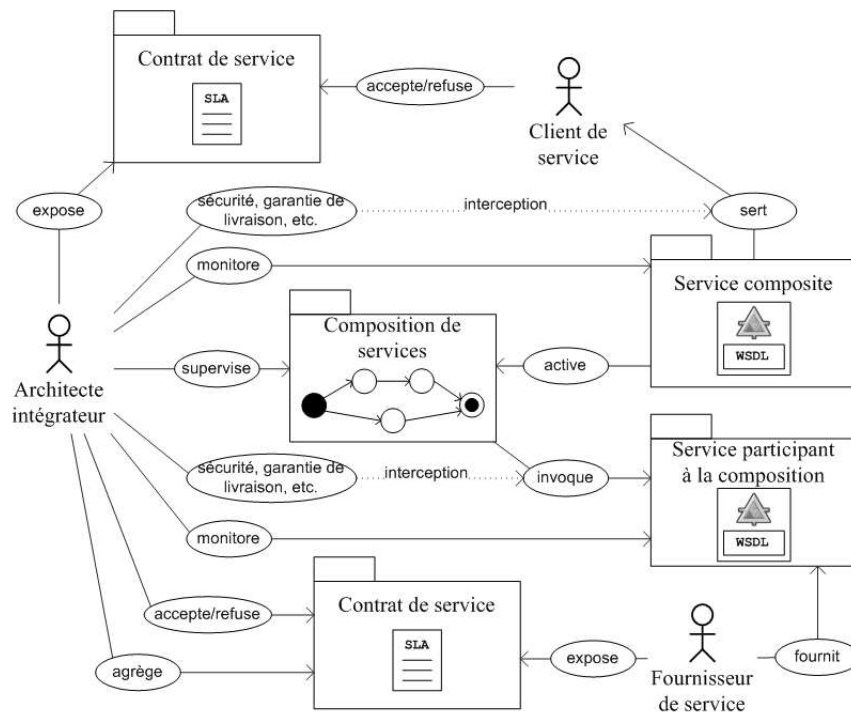 Contrat de service
SLA
accepte/refuse
Client de
service
expose
sécurité, garantie de
livraison, etc.
interception
sert
monitore
Service composite
WSDL
Composition de
services
Architecte
intégrateur
supervise
active
Service participant
à la composition
WSDL
sécurité, garantie de
livraison, etc.
interception
invoque
monitore
Contrat de service
SLA
accepte/refuse
agrège
expose
Fournisseur
de service
fournit